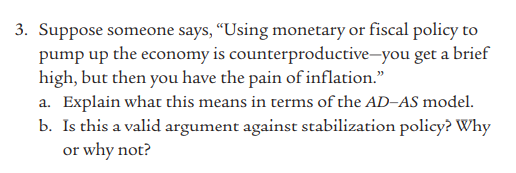 3. Suppose someone says, “Using monetary or fiscal policy to
pump up the economy is counterproductive—you get a brief
high, but then you have the pain of inflation.”
a. Explain what this means in terms of the AD–AS model.
b. Is this a valid argument against stabilization policy? Why
or why not?